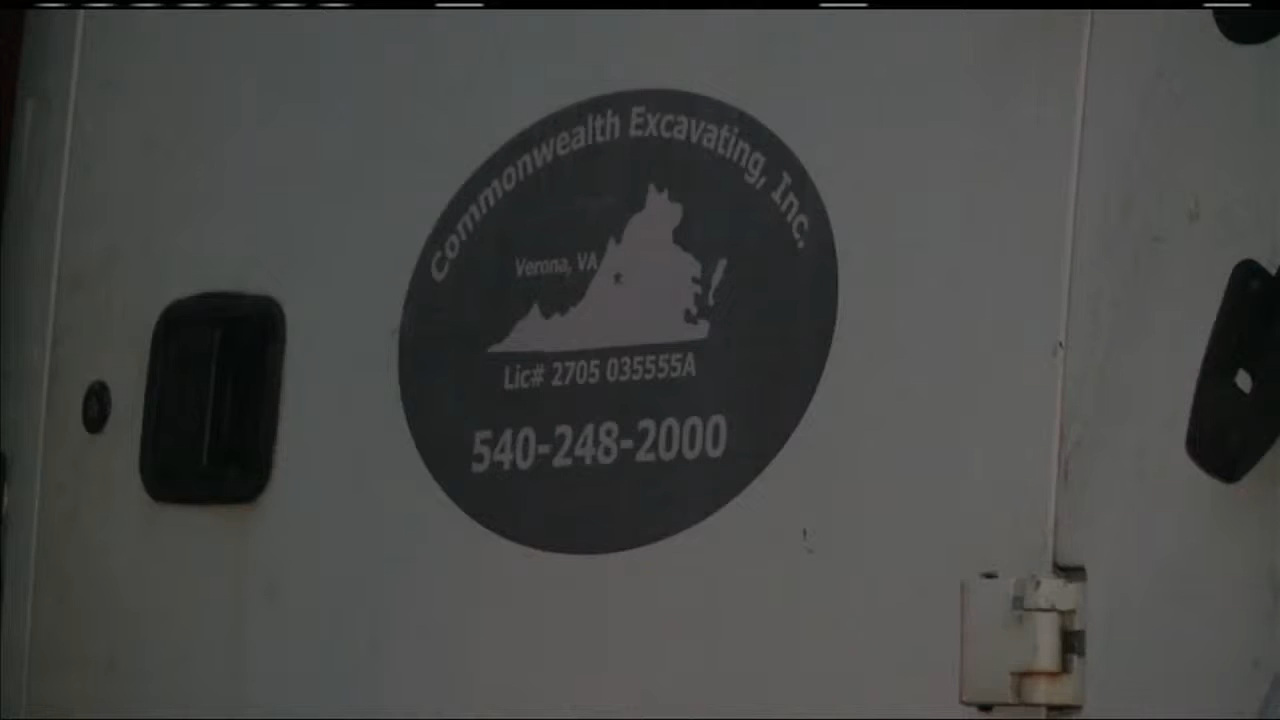 Commonwealth Excavating, Inc.
Verona, VA
Lic# 2705 035555A
540-248-2000